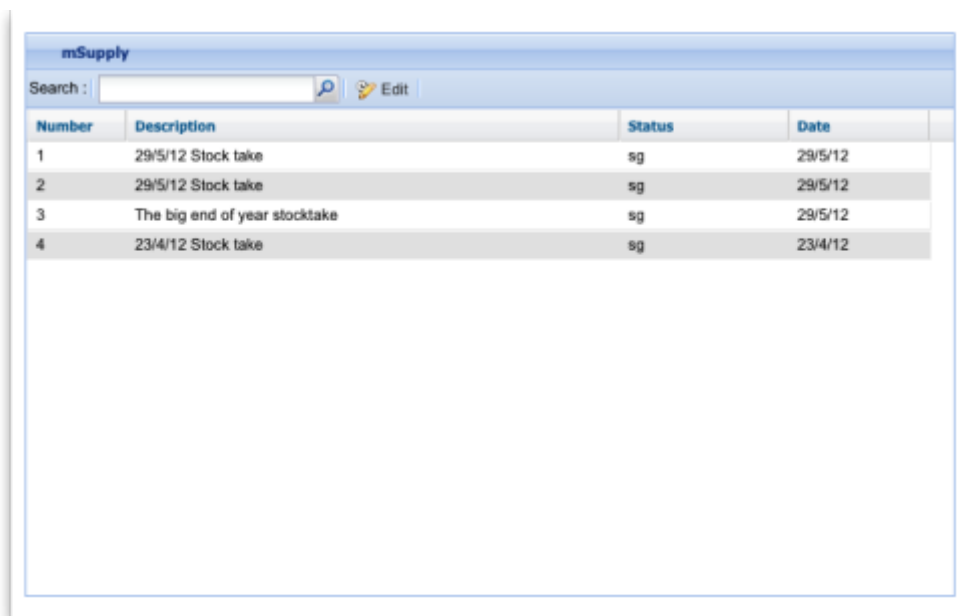 mSupply
Search : Edit
Number Description Status Date
1 29/5/12 Stock take sg 29/5/12
2 29/5/12 Stock take sg 29/5/12
3 The big end of year stocktake sg 29/5/12
4 23/4/12 Stock take sg 23/4/12